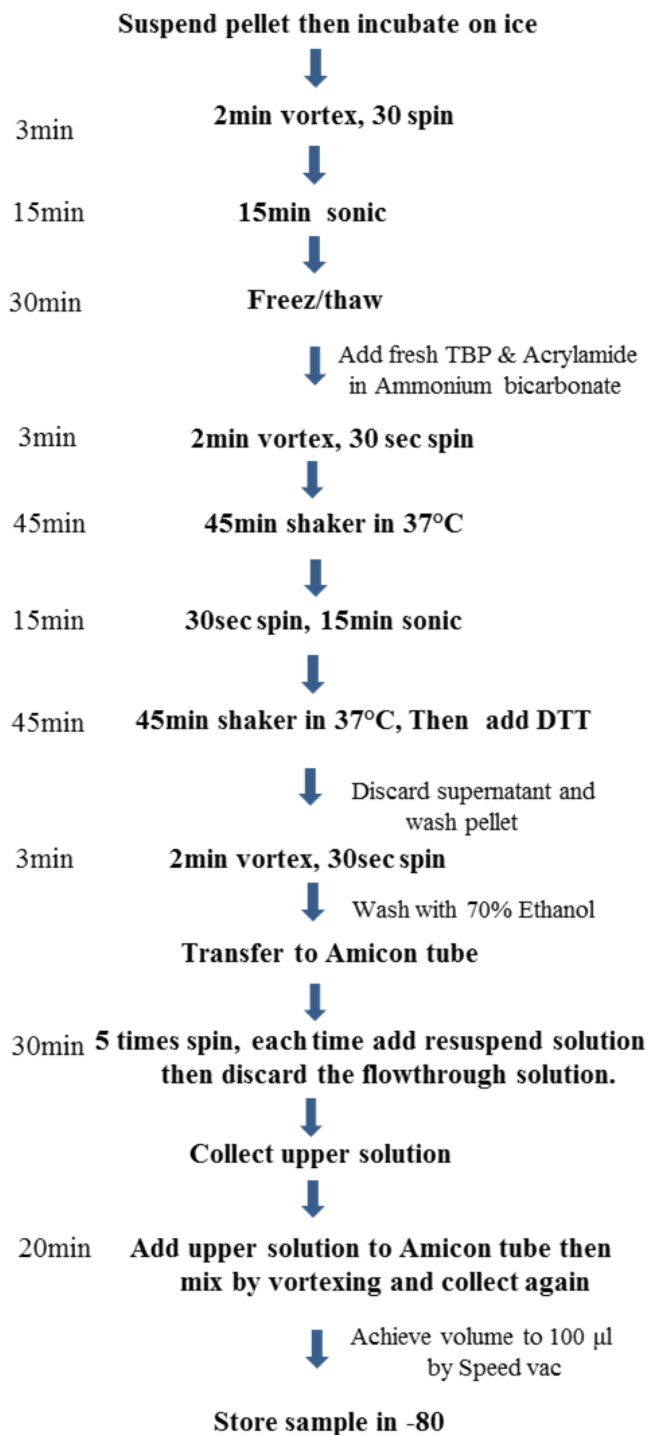 Suspend pellet then incubate on ice
3min
2min vortex, 30 spin
15min
15min sonic
30min
Freez/thaw
Add fresh TBP & Acrylamide
in Ammonium bicarbonate
3min
2min vortex, 30 sec spin
45min
45min shaker in 37°C
15min
30sec spin, 15min sonic
45min
45min shaker in 37°C, Then add DTT
Discard supernatant and
wash pellet
3min
2min vortex, 30sec spin
Wash with 70% Ethanol
Transfer to Amicon tube
30min
5 times spin, each time add resuspend solution
then discard the flowthrough solution.
Collect upper solution
20min
Add upper solution to Amicon tube then
mix by vortexing and collect again
Achieve volume to 100 µl
by Speed vac
Store sample in -80